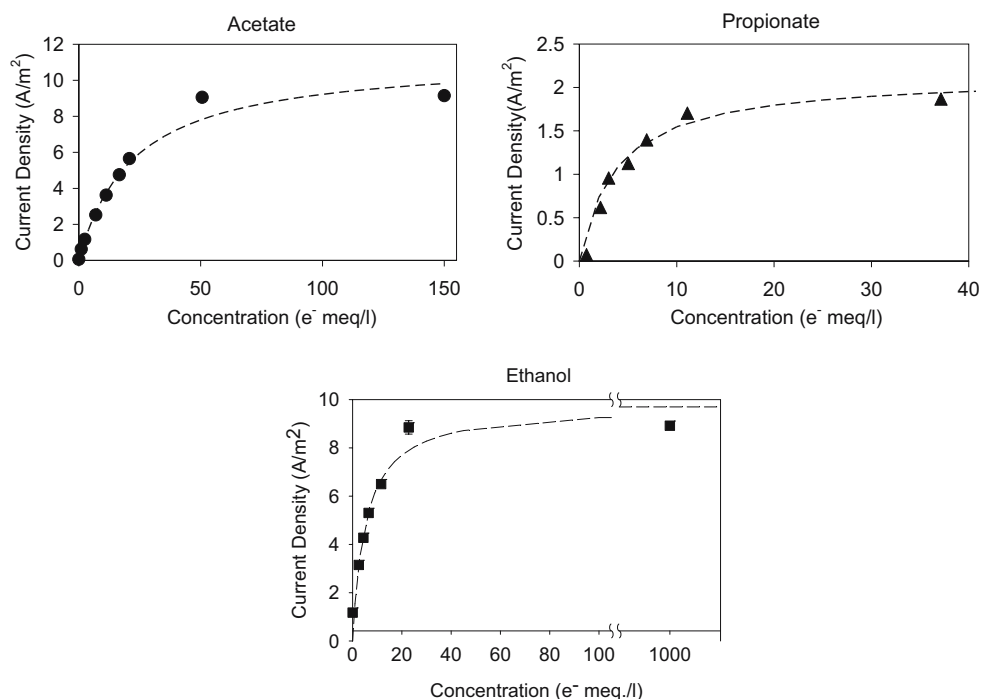 Acetate
12
10
8
6
4
2
0
0 50 100 150
Current Density (A/m²)
Concentration (e⁻ meq/l)
Propionate
2.5
2
1.5
1
0.5
0
0 10 20 30 40
Current Density(A/m²)
Concentration (e⁻ meq/l)
Ethanol
10
8
6
4
2
0
0 20 40 60 80 100 1000
Current Density (A/m²)
Concentration (e⁻ meq./l)